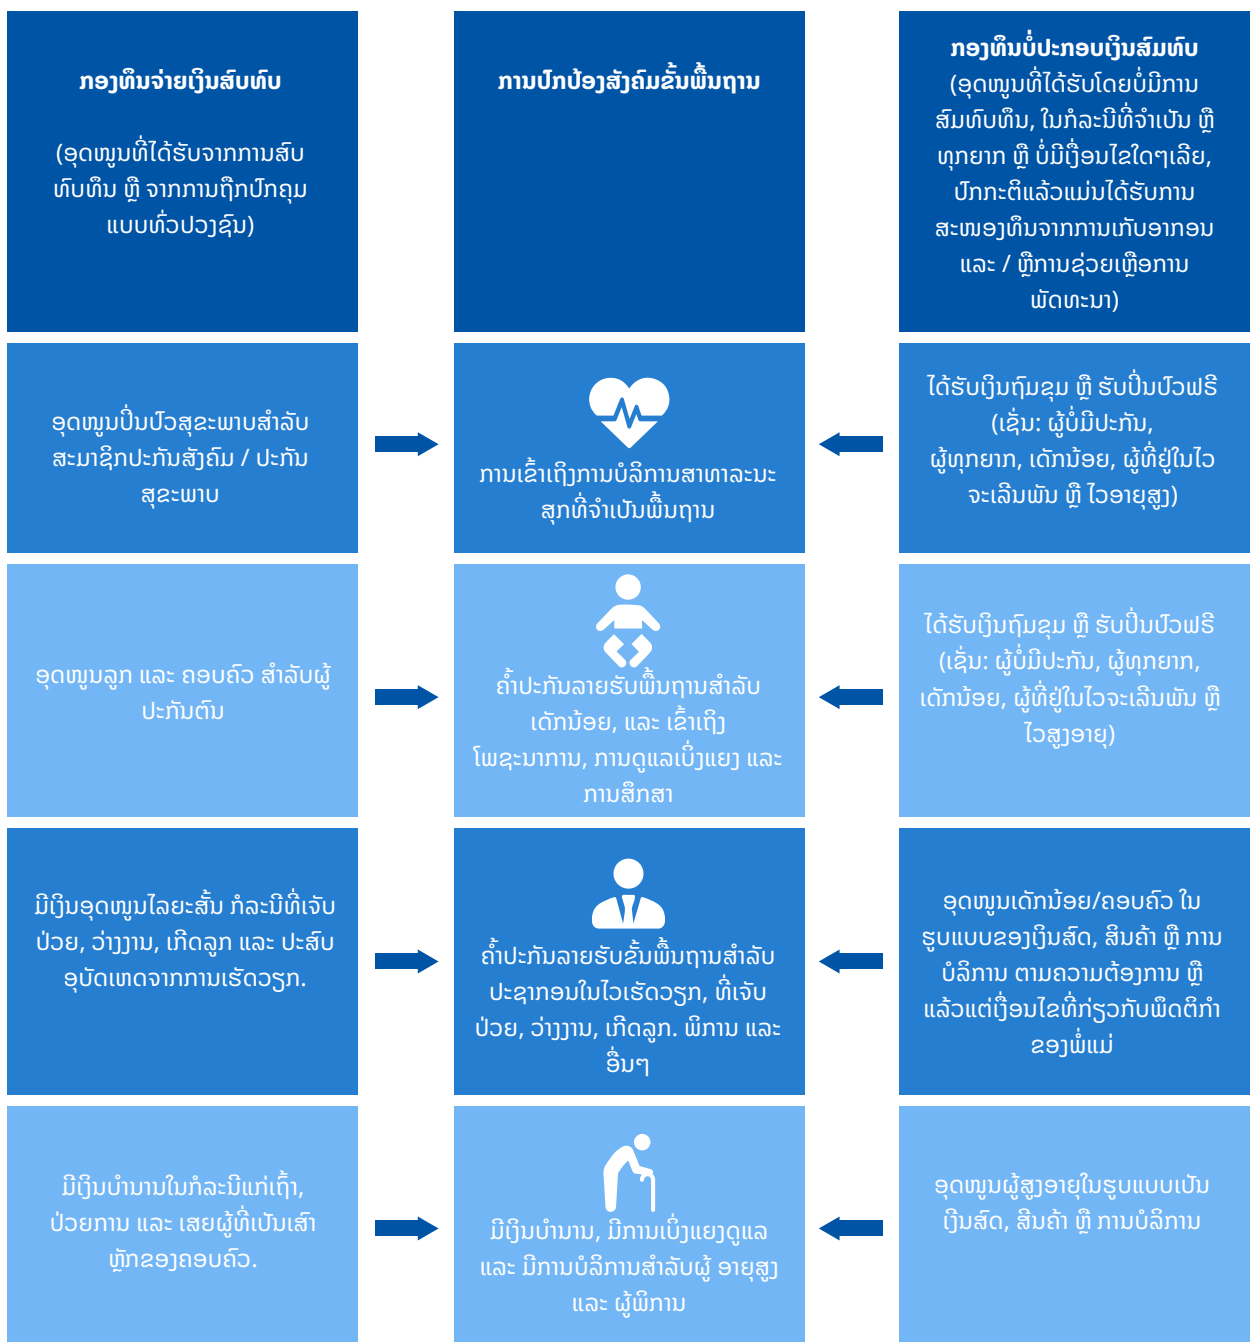 ກອງທຶນຈ່າຍເງິນສົບທົບ
(ອຸດໜູນທີ່ໄດ້ຮັບຈາກການສົບ
ທົບທຶນ ຫຼື ຈາກການຖືກປົກຄຸມ
ແບບທົ່ວປວງຊົນ)
ການປົກປ້ອງສັງຄົມຂັ້ນພື້ນຖານ
ກອງທຶນບໍ່ປະກອບເງິນສົມທົບ
(ອຸດໜູນທີ່ໄດ້ຮັບໂດຍບໍ່ມີການ
ສົມທົບທຶນ, ໃນກໍລະນີທີ່ຈຳເປັນ ຫຼື
ທຸກຍາກ ຫຼື ບໍ່ມີເງື່ອນໄຂໃດໆເລີຍ,
ປົກກະຕິແລ້ວແມ່ນໄດ້ຮັບການ
ສະໜອງທຶນຈາກການເກັບອາກອນ
ແລະ / ຫຼືການຊ່ວຍເຫຼືອການ
ພັດທະນາ)
ອຸດໜູນປິ່ນປົວສຸຂະພາບສຳລັບ
ສະມາຊິກປະກັນສັງຄົມ / ປະກັນ
ສຸຂະພາບ
ການເຂົ້າເຖິງການບໍລິການສາທາລະນະ
ສຸກທີ່ຈຳເປັນພື້ນຖານ
ໄດ້ຮັບເງິນຖົມຂຸມ ຫຼື ຮັບປິ່ນປົວຟຣີ
(ເຊັ່ນ: ຜູ້ບໍ່ມີປະກັນ,
ຜູ້ທຸກຍາກ, ເດັກນ້ອຍ, ຜູ້ທີ່ຢູ່ໃນໄວ
ຈະເລີນພັນ ຫຼື ໄວອາຍຸສູງ)
ອຸດໜູນລູກ ແລະ ຄອບຄົວ ສຳລັບຜູ້
ປະກັນຕົນ
ຄ້ຳປະກັນລາຍຮັບພື້ນຖານສຳລັບ
ເດັກນ້ອຍ, ແລະ ເຂົ້າເຖິງ
ໂພຊະນາການ, ການດູແລເບິ່ງແຍງ ແລະ
ການສຶກສາ
ໄດ້ຮັບເງິນຖົມຂຸມ ຫຼື ຮັບປິ່ນປົວຟຣີ
(ເຊັ່ນ: ຜູ້ບໍ່ມີປະກັນ, ຜູ້ທຸກຍາກ,
ເດັກນ້ອຍ, ຜູ້ທີ່ຢູ່ໃນໄວຈະເລີນພັນ ຫຼື
ໄວສູງອາຍຸ)
ມີເງິນອຸດໜູນໄລຍະສັ້ນ ກໍລະນີທີ່ເຈັບ
ປ່ວຍ, ວ່າງງານ, ເກີດລູກ ແລະ ປະສົບ
ອຸບັດເຫດຈາກການເຮັດວຽກ.
ຄ້ຳປະກັນລາຍຮັບຂັ້ນພື້ນຖານສຳລັບ
ປະຊາກອນໃນໄວເຮັດວຽກ, ທີ່ເຈັບ
ປ່ວຍ, ວ່າງງານ, ເກີດລູກ. ພິການ ແລະ
ອື່ນໆ
ອຸດໜູນເດັກນ້ອຍ/ຄອບຄົວ ໃນ
ຮູບແບບຂອງເງິນສົດ, ສິນຄ້າ ຫຼື ການ
ບໍລິການ ຕາມຄວາມຕ້ອງການ ຫຼື
ແລ້ວແຕ່ເງື່ອນໄຂທີ່ກ່ຽວກັບພຶດຕິກຳ
ຂອງພໍ່ແມ່
ມີເງິນບຳນານໃນກໍລະນີແກ່ເຖົ້າ,
ປ່ວຍການ ແລະ ເສຍຜູ້ທີ່ເປັນເສົາ
ຫຼັກຂອງຄອບຄົວ.
ມີເງິນບຳນານ, ມີການເບິ່ງແຍງດູແລ
ແລະ ມີການບໍລິການສຳລັບຜູ້ ອາຍຸສູງ
ແລະ ຜູ້ພິການ
ອຸດໜູນຜູ້ສູງອາຍຸໃນຮູບແບບເປັນ
ເງີນສົດ, ສີນຄ້າ ຫຼື ການບໍລິການ